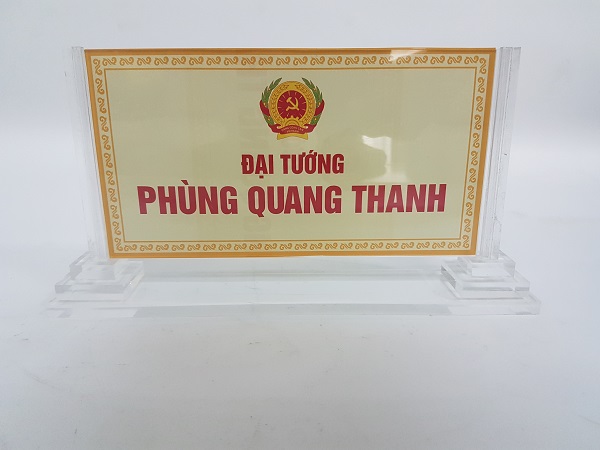 ĐẠI TƯỚNG
PHÙNG QUANG THANH